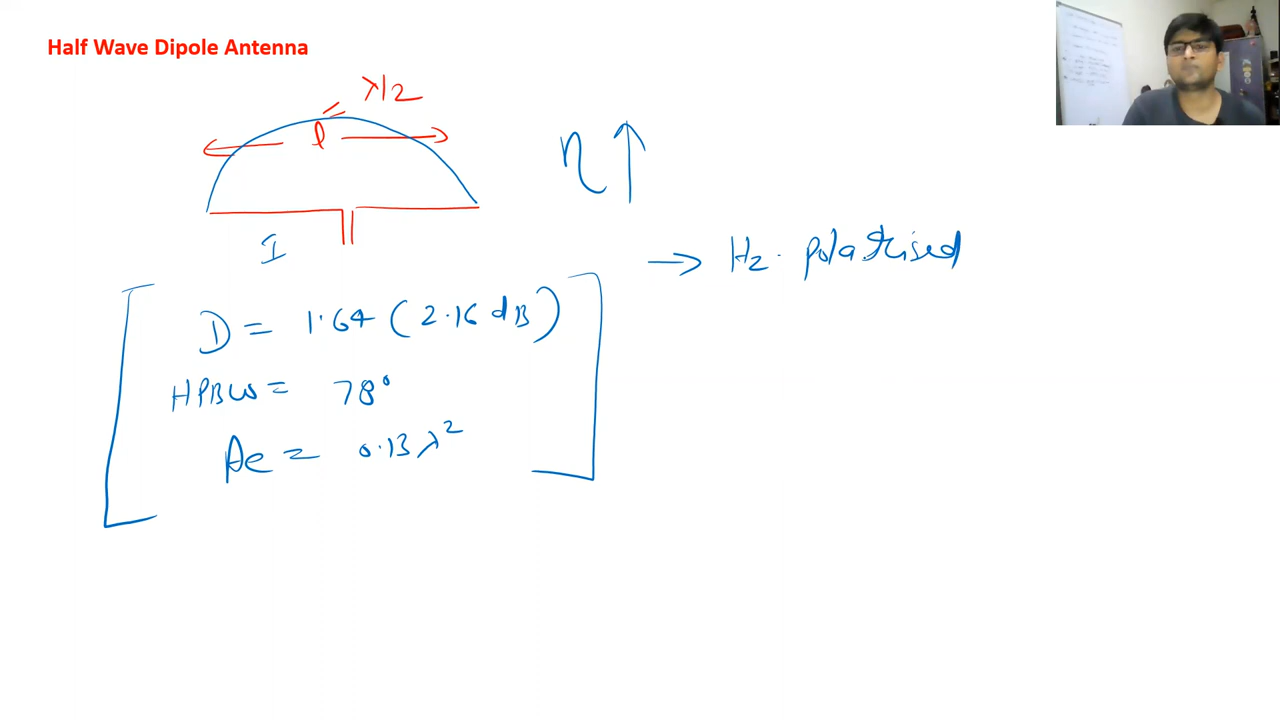 Half Wave Dipole Antenna
λ/2
l
η ↑
I
→ Hz. polarised
D = 1.64 (2.16 dB)
HPBW = 78°
Ae = 0.13 λ²